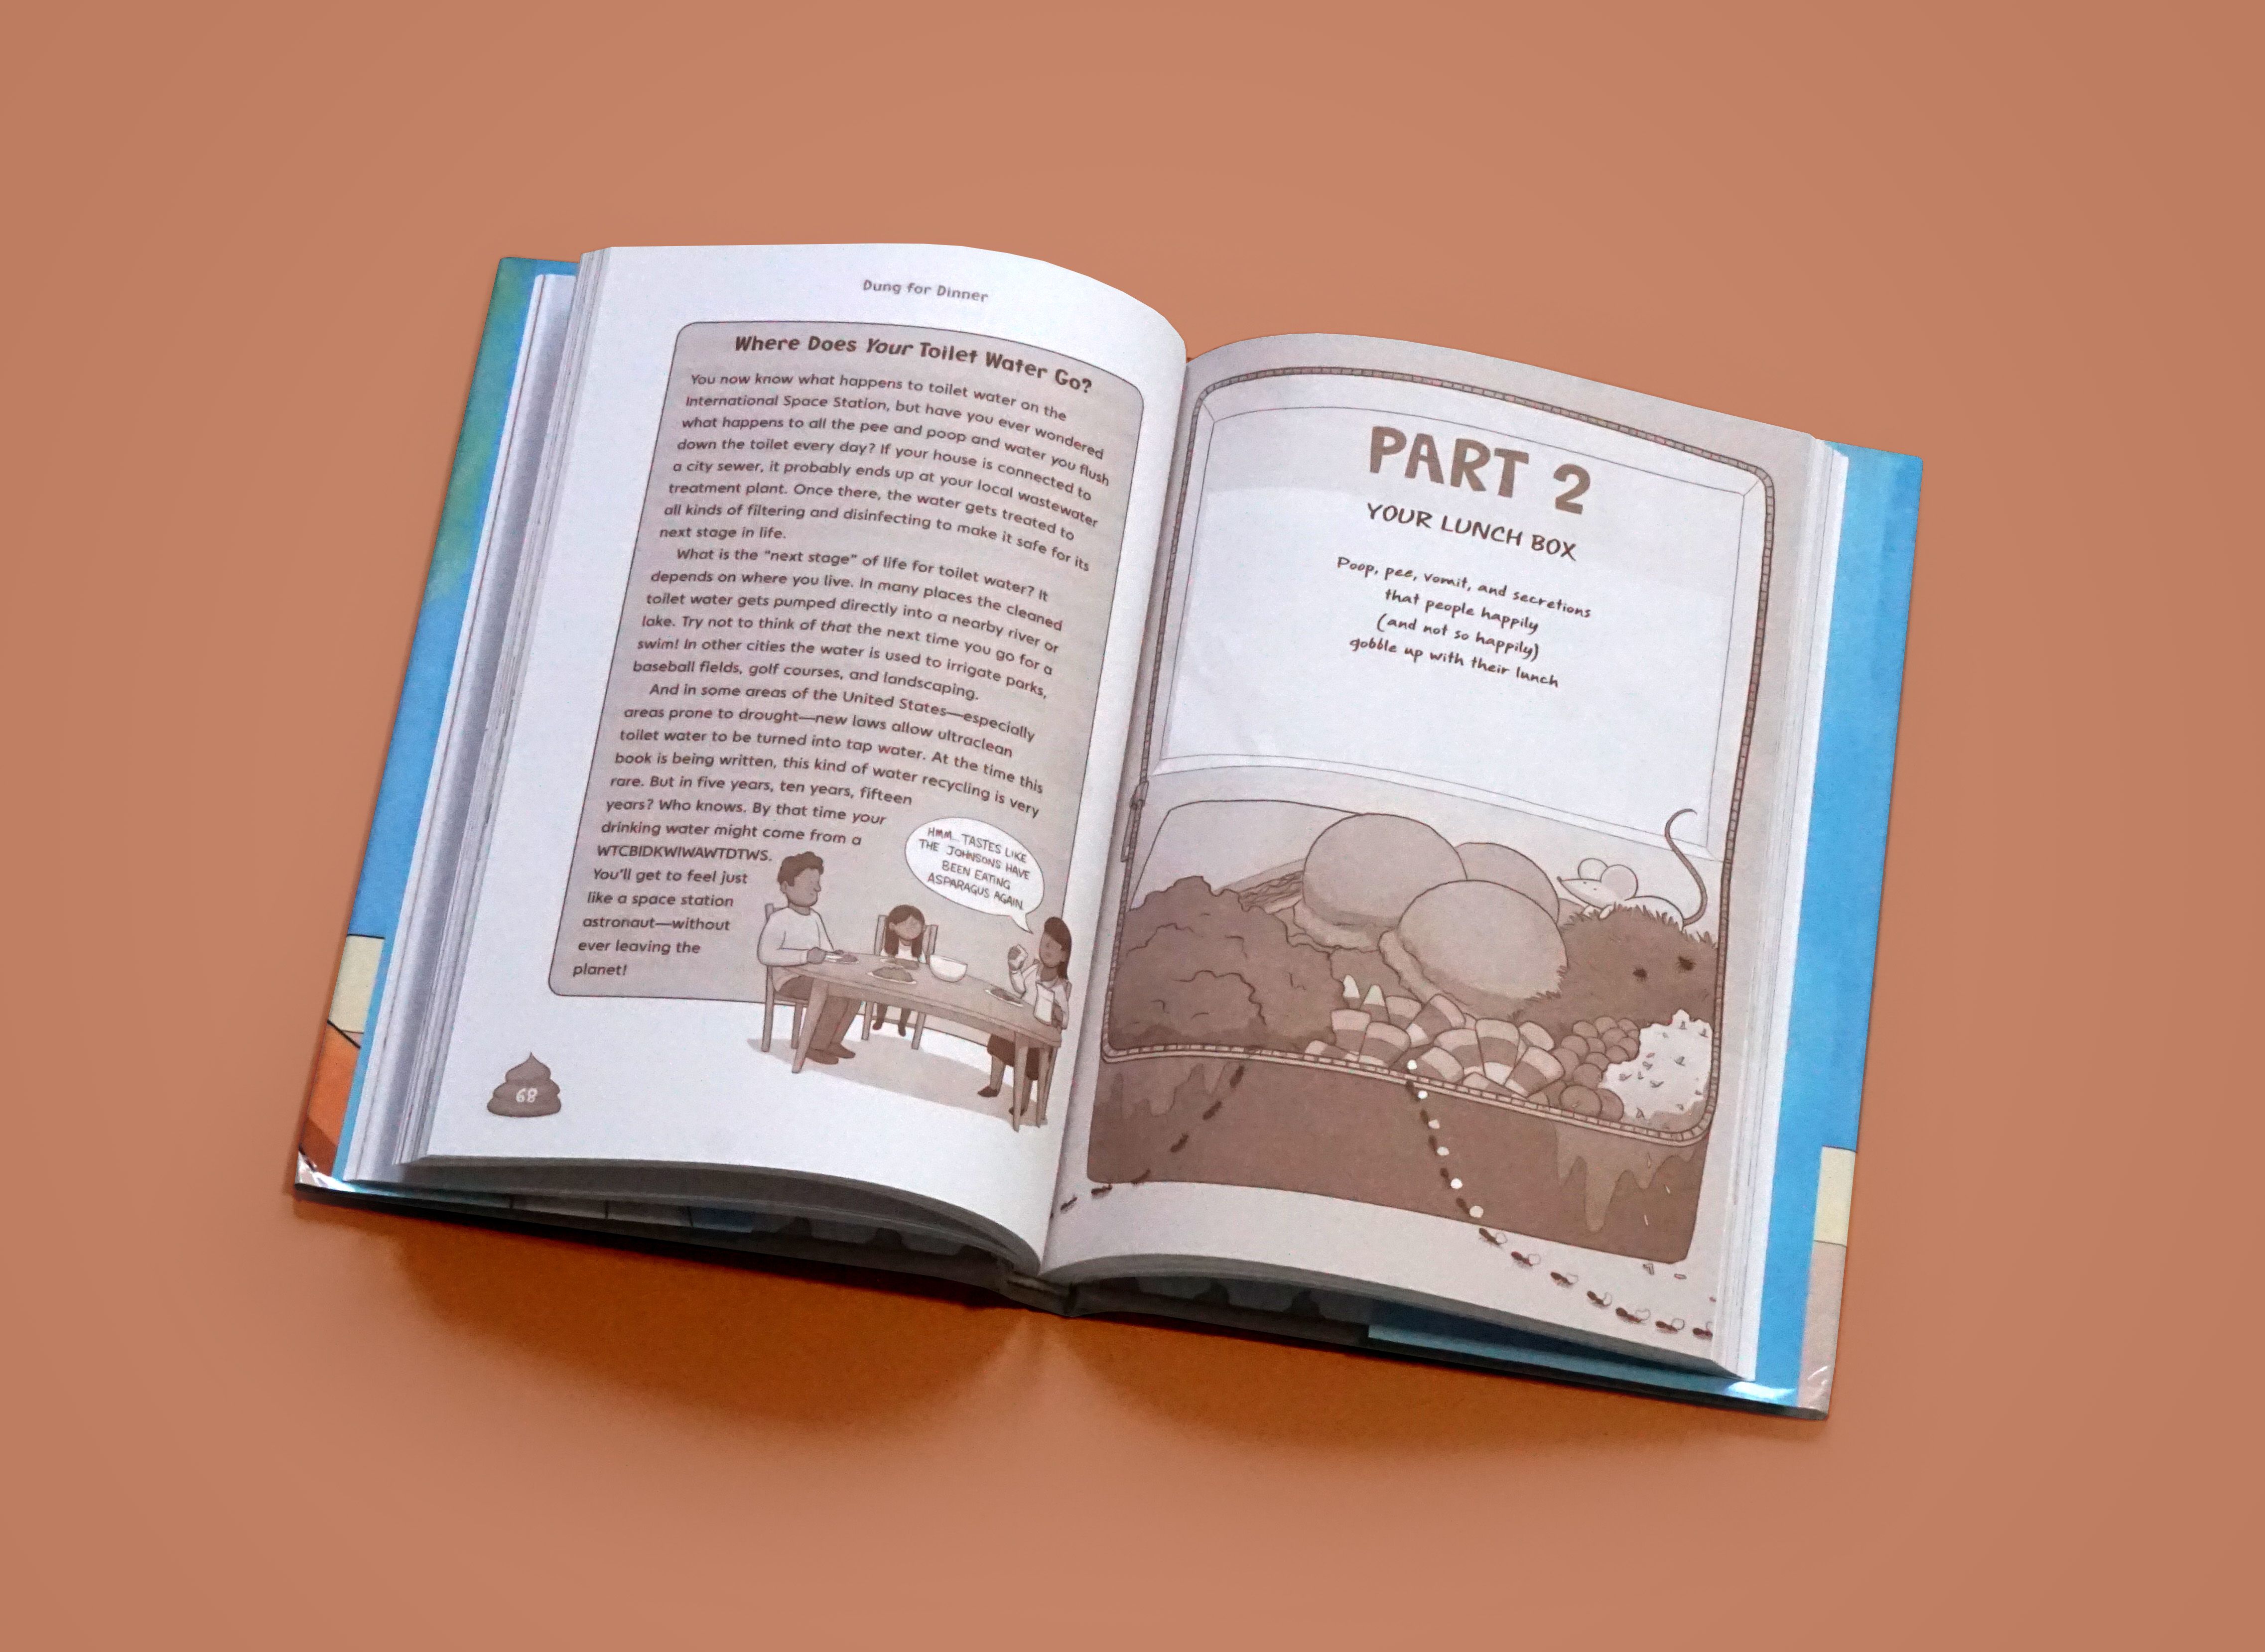 Dung for Dinner
Where Does Your Toilet Water Go?
You now know what happens to toilet water on the
International Space Station, but have you ever wondered
what happens to all the pee and poop and water you flush
down the toilet every day? If your house is connected to
a city sewer, it probably ends up at your local wastewater
treatment plant. Once there, the water gets treated to
all kinds of filtering and disinfecting to make it safe for its
next stage in life.
What is the “next stage” of life for toilet water? It
depends on where you live. In many places the cleaned
toilet water gets pumped directly into a nearby river or
lake. Try not to think of that the next time you go for a
swim! In other cities the water is used to irrigate parks,
baseball fields, golf courses, and landscaping.
And in some areas of the United States—especially
areas prone to drought—new laws allow ultraclean
toilet water to be turned into tap water. At the time this
book is being written, this kind of water recycling is very
rare. But in five years, ten years, fifteen
years? Who knows. By that time your
drinking water might come from a
WTCBIDKWIWAWTDTWS.
You’ll get to feel just
like a space station
astronaut—without
ever leaving the
planet!
HMM... TASTES LIKE
THE JOHNSONS HAVE
BEEN EATING
ASPARAGUS AGAIN.
68
PART 2
YOUR LUNCH BOX
Poop, pee, vomit, and secretions
that people happily
(and not so happily)
gobble up with their lunch